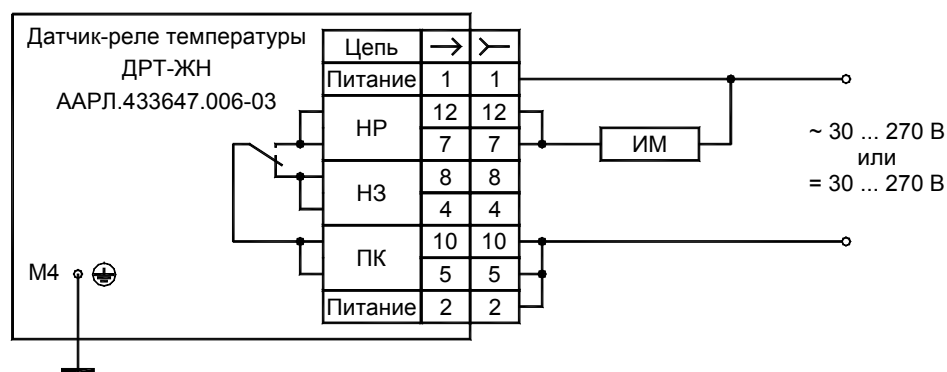 Датчик-реле температуры
ДРТ-ЖН
ААРЛ.433647.006-03
Цепь
Питание 1 1
НР 12 12
7 7
НЗ 8 8
4 4
ПК 10 10
5 5
Питание 2 2
ИМ
~ 30 ... 270 В
или
= 30 ... 270 В
М4